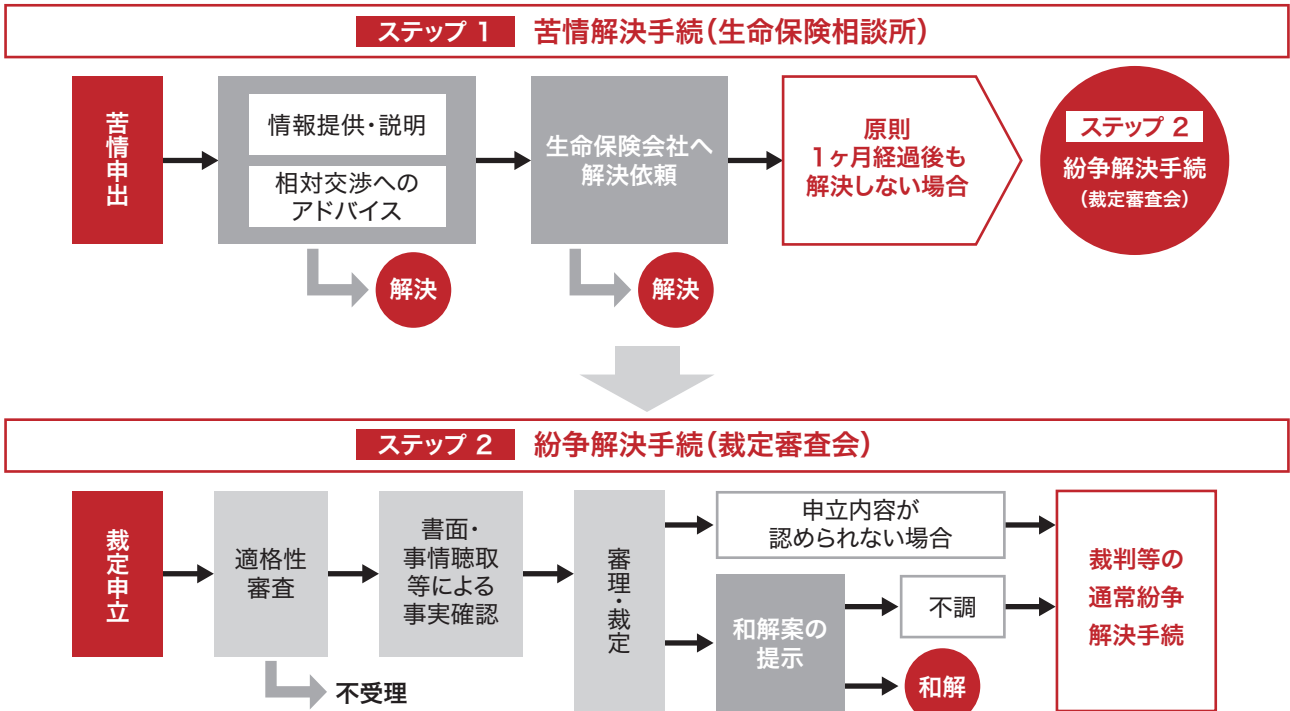 ステップ 1 苦情解決手続(生命保険相談所)
苦情申出
情報提供・説明
相対交渉への
アドバイス
解決
生命保険会社へ
解決依頼
解決
原則
1ヶ月経過後も
解決しない場合
ステップ 2
紛争解決手続
(裁定審査会)
ステップ 2 紛争解決手続(裁定審査会)
裁定申立
適格性
審査
不受理
書面・
事情聴取
等による
事実確認
審理・裁定
申立内容が
認められない場合
和解案の
提示
不調
和解
裁判等の
通常紛争
解決手続